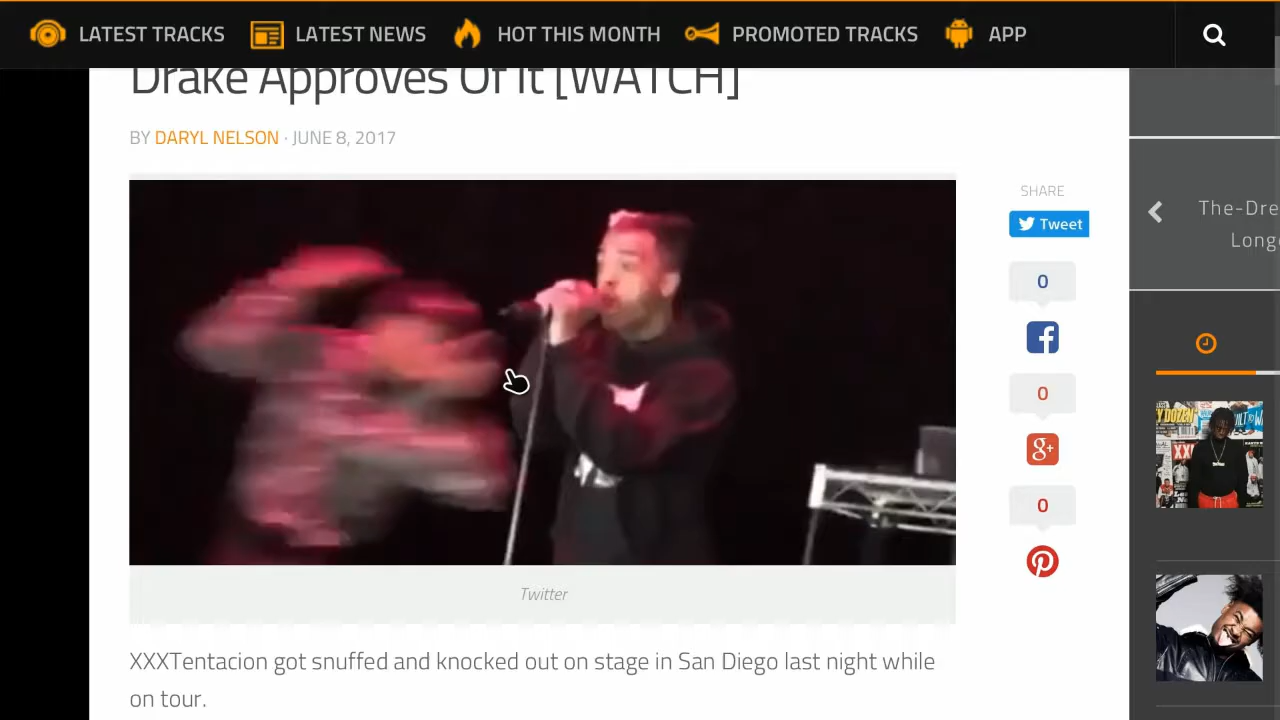 LATEST TRACKS LATEST NEWS HOT THIS MONTH PROMOTED TRACKS APP
Drake Approves Of It [WATCH]
BY DARYL NELSON · JUNE 8, 2017
SHARE
Tweet
0
0
0
Twitter
XXXTentacion got snuffed and knocked out on stage in San Diego last night while
on tour.
The-Dre
Long